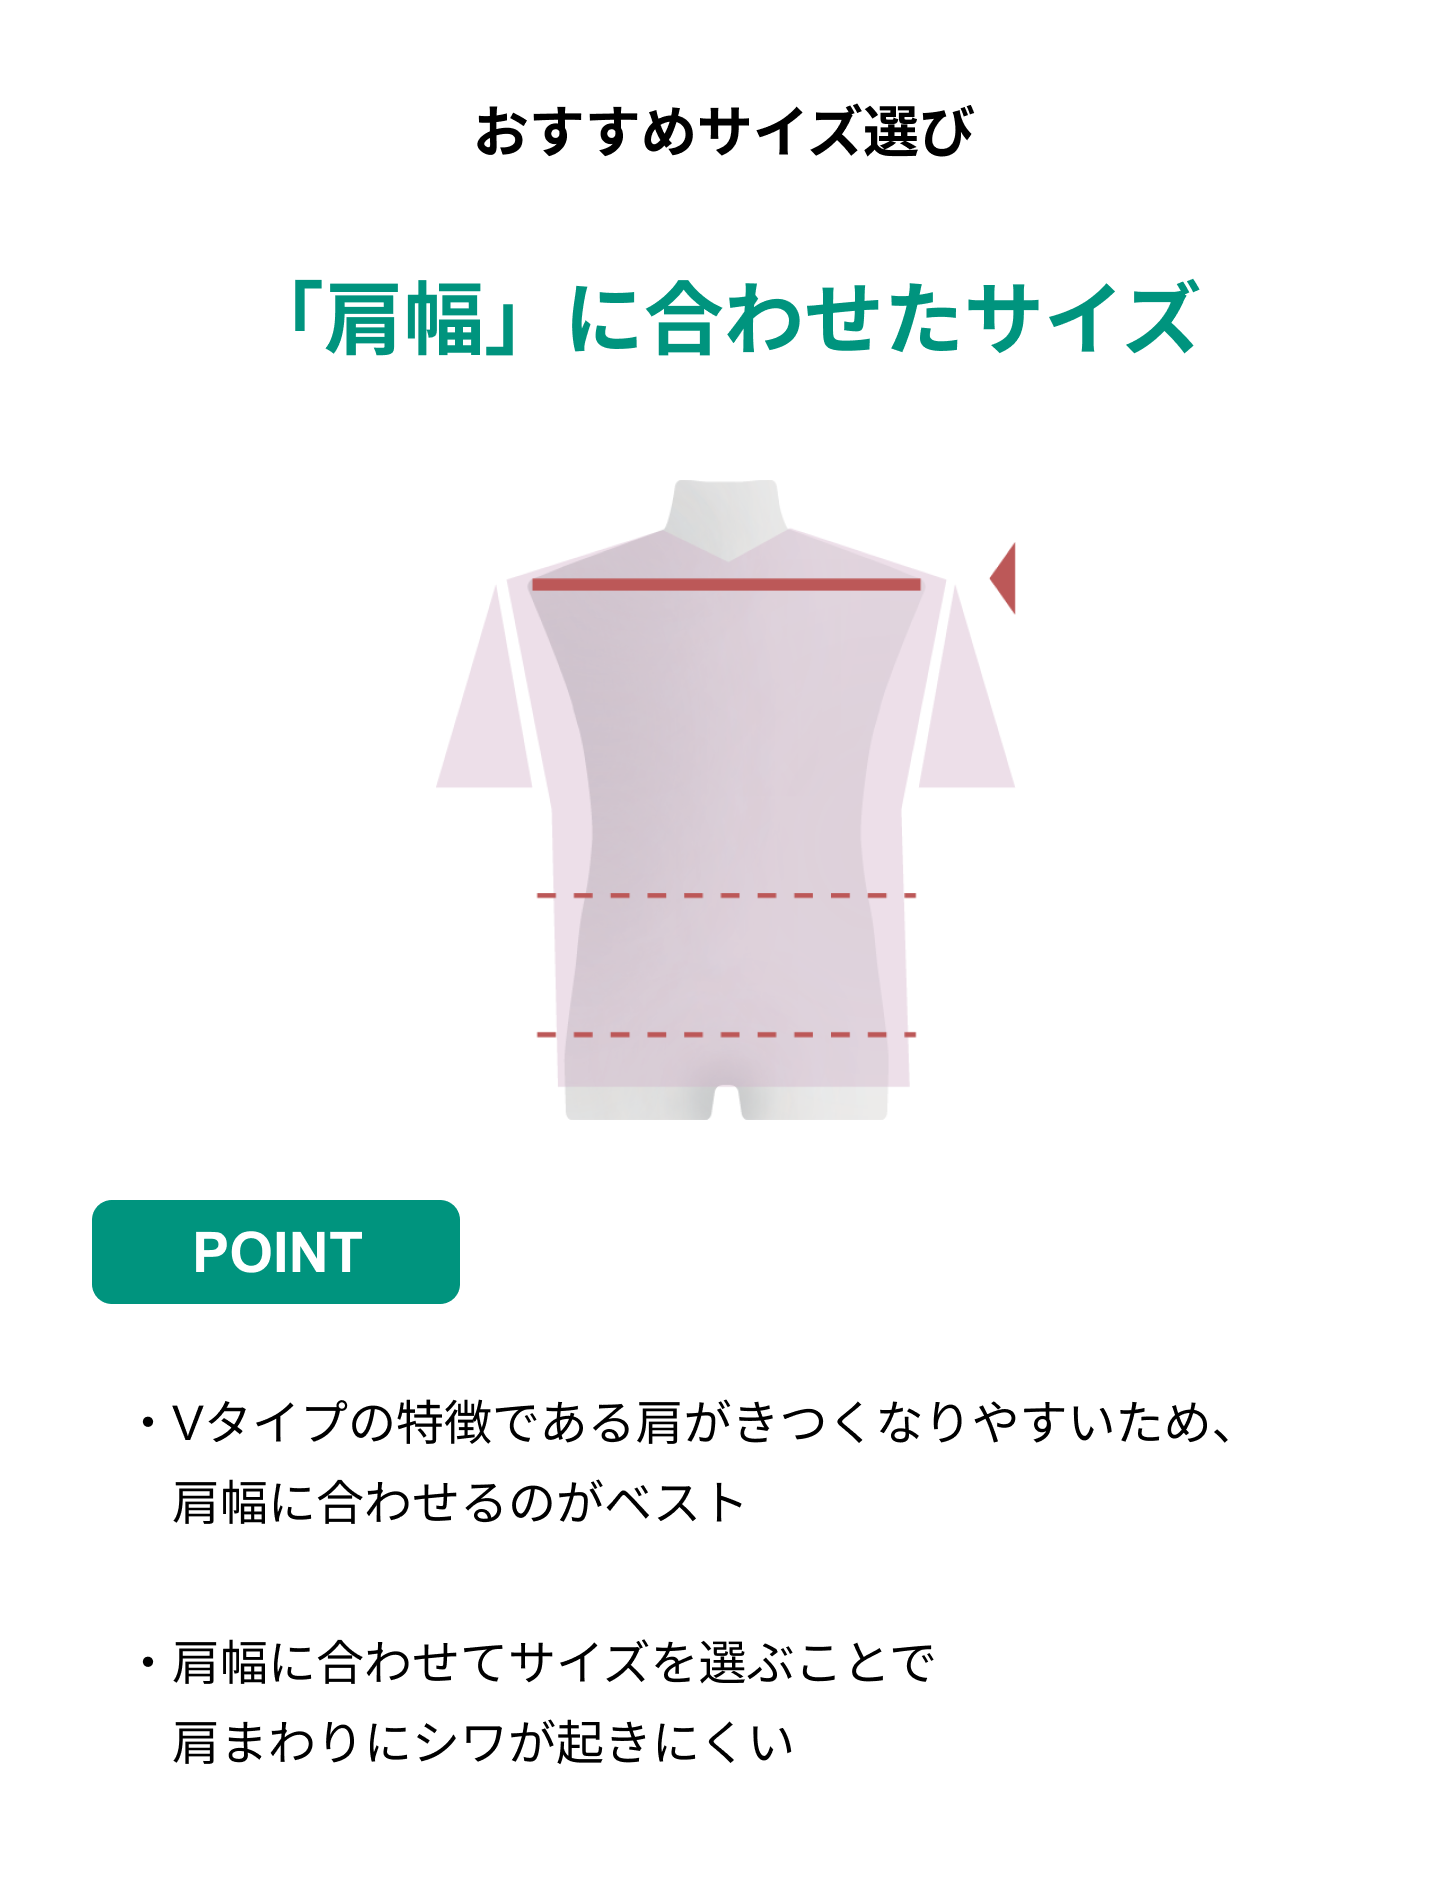 おすすめサイズ選び
「肩幅」に合わせたサイズ
POINT
・Vタイプの特徴である肩がきつくなりやすいため、
肩幅に合わせるのがベスト
・肩幅に合わせてサイズを選ぶことで
肩まわりにシワが起きにくい